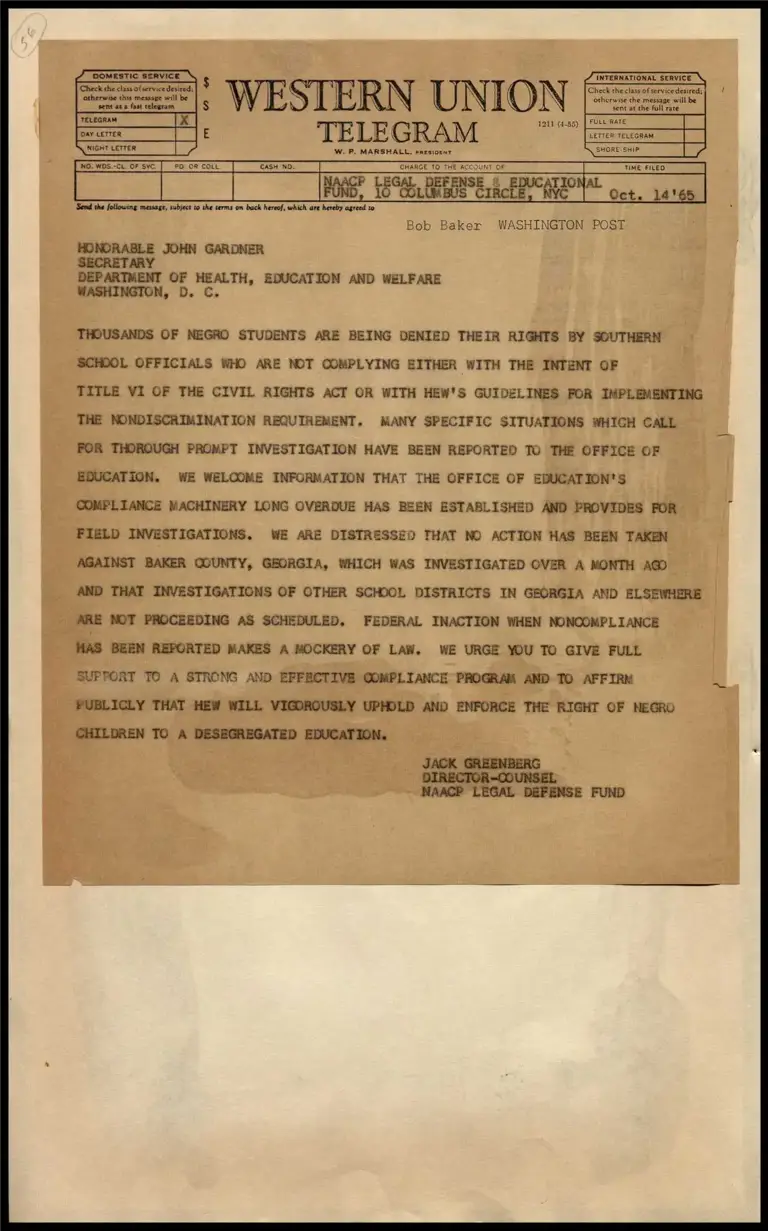 56
DOMESTIC SERVICE
Check the class of service desired;
otherwise this message will be
sent as a fast telegram
TELEGRAM X
DAY LETTER
NIGHT LETTER
$
S
E
WESTERN UNION
TELEGRAM
1211 (4-55)
W. P. MARSHALL, PRESIDENT
INTERNATIONAL SERVICE
Check the class of service desired;
otherwise the message will be
sent at the full rate
FULL RATE
LETTER TELEGRAM
SHORE-SHIP
NO. WDS.-CL. OF SVC. PD. OR COLL. CASH NO. CHARGE TO THE ACCOUNT OF TIME FILED
NAACP LEGAL DEFENSE & EDUCATIONAL
FUND, 10 COLUMBUS CIRCLE, NYC Oct. 14'65
Send the following message, subject to the terms on back hereof, which are hereby agreed to
Bob Baker WASHINGTON POST
HONORABLE JOHN GARDNER
SECRETARY
DEPARTMENT OF HEALTH, EDUCATION AND WELFARE
WASHINGTON, D. C.
THOUSANDS OF NEGRO STUDENTS ARE BEING DENIED THEIR RIGHTS BY SOUTHERN
SCHOOL OFFICIALS WHO ARE NOT COMPLYING EITHER WITH THE INTENT OF
TITLE VI OF THE CIVIL RIGHTS ACT OR WITH HEW'S GUIDELINES FOR IMPLEMENTING
THE NONDISCRIMINATION REQUIREMENT. MANY SPECIFIC SITUATIONS WHICH CALL
FOR THOROUGH PROMPT INVESTIGATION HAVE BEEN REPORTED TO THE OFFICE OF
EDUCATION. WE WELCOME INFORMATION THAT THE OFFICE OF EDUCATION'S
COMPLIANCE MACHINERY LONG OVERDUE HAS BEEN ESTABLISHED AND PROVIDES FOR
FIELD INVESTIGATIONS. WE ARE DISTRESSED THAT NO ACTION HAS BEEN TAKEN
AGAINST BAKER COUNTY, GEORGIA, WHICH WAS INVESTIGATED OVER A MONTH AGO
AND THAT INVESTIGATIONS OF OTHER SCHOOL DISTRICTS IN GEORGIA AND ELSEWHERE
ARE NOT PROCEEDING AS SCHEDULED. FEDERAL INACTION WHEN NONCOMPLIANCE
HAS BEEN REPORTED MAKES A MOCKERY OF LAW. WE URGE YOU TO GIVE FULL
SUPPORT TO A STRONG AND EFFECTIVE COMPLIANCE PROGRAM AND TO AFFIRM
PUBLICLY THAT HEW WILL VIGOROUSLY UPHOLD AND ENFORCE THE RIGHT OF NEGRO
CHILDREN TO A DESEGREGATED EDUCATION.
JACK GREENBERG
DIRECTOR-COUNSEL
NAACP LEGAL DEFENSE FUND